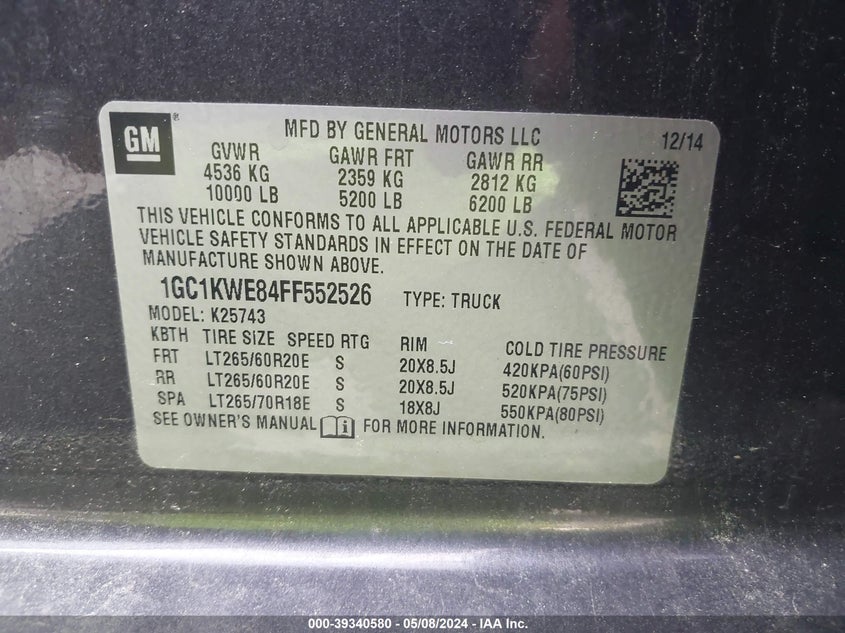 GM
MFD BY GENERAL MOTORS LLC 12/14
GVWR GAWR FRT GAWR RR
4536 KG 2359 KG 2812 KG
10000 LB 5200 LB 6200 LB
THIS VEHICLE CONFORMS TO ALL APPLICABLE U.S. FEDERAL MOTOR
VEHICLE SAFETY STANDARDS IN EFFECT ON THE DATE OF
MANUFACTURE SHOWN ABOVE.
1GC1KWE84FF552526 TYPE: TRUCK
MODEL: K25743
KBTH TIRE SIZE SPEED RTG RIM COLD TIRE PRESSURE
FRT LT265/60R20E S 20X8.5J 420KPA(60PSI)
RR LT265/60R20E S 20X8.5J 520KPA(75PSI)
SPA LT265/70R18E S 18X8J 550KPA(80PSI)
SEE OWNER'S MANUAL FOR MORE INFORMATION.
000-39340580 - 05/08/2024 - IAA Inc.